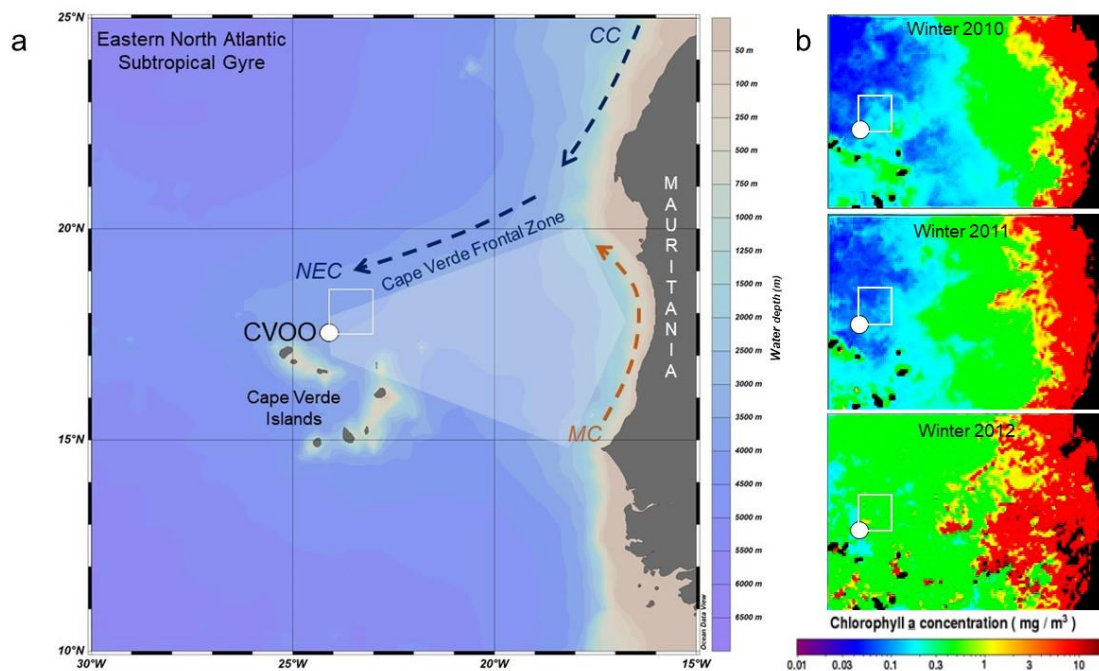 a
Eastern North Atlantic
Subtropical Gyre
25°N
20°N
15°N
10°N
30°W
25°W
20°W
15°W
CC
NEC
Cape Verde Frontal Zone
CVOO
Cape Verde
Islands
MC
MAURITANIA
50 m
100 m
250 m
500 m
750 m
1000 m
1250 m
1500 m
1750 m
2000 m
2250 m
2500 m
3000 m
3500 m
4000 m
4500 m
5000 m
5500 m
6000 m
6500 m
Water depth (m)
Ocean Data View
b
Winter 2010
Winter 2011
Winter 2012
Chlorophyll a concentration ( mg / m³ )
0.01 0.03 0.1 0.3 1 3 10